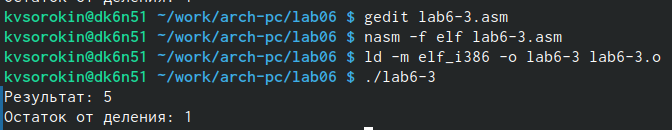 kvsorokin@dk6n51 ~/work/arch-pc/lab06 $ gedit lab6-3.asm
kvsorokin@dk6n51 ~/work/arch-pc/lab06 $ nasm -f elf lab6-3.asm
kvsorokin@dk6n51 ~/work/arch-pc/lab06 $ ld -m elf_i386 -o lab6-3 lab6-3.o
kvsorokin@dk6n51 ~/work/arch-pc/lab06 $ ./lab6-3
Результат: 5
Остаток от деления: 1